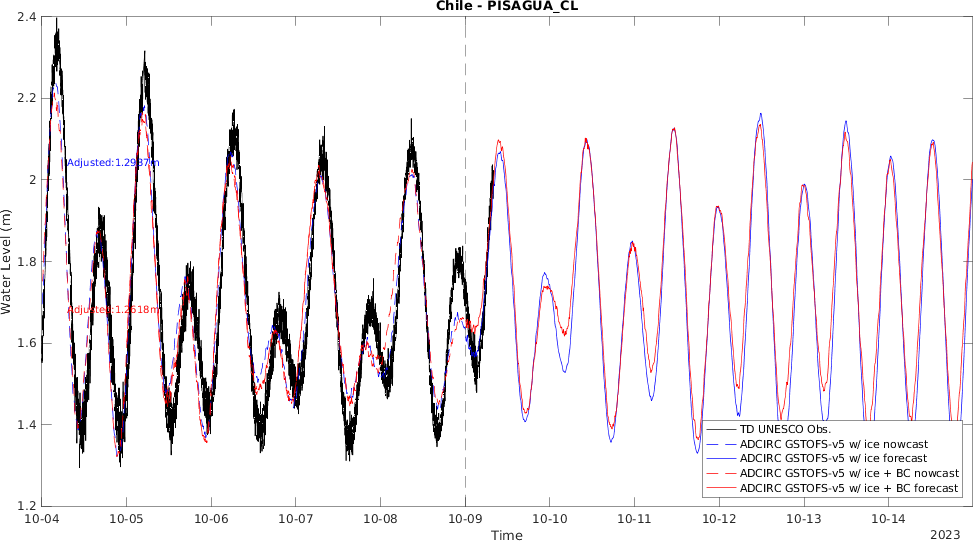 Chile - PISAGUA_CL
Water Level (m)
2.4
2.2
2
1.8
1.6
1.4
1.2
Adjusted:1.2987m
Adjusted:1.2618m
TD UNESCO Obs.
ADCIRC GSTOFS-v5 w/ ice nowcast
ADCIRC GSTOFS-v5 w/ ice forecast
ADCIRC GSTOFS-v5 w/ ice + BC nowcast
ADCIRC GSTOFS-v5 w/ ice + BC forecast
10-04 10-05 10-06 10-07 10-08 10-09 10-10 10-11 10-12 10-13 10-14
Time
2023